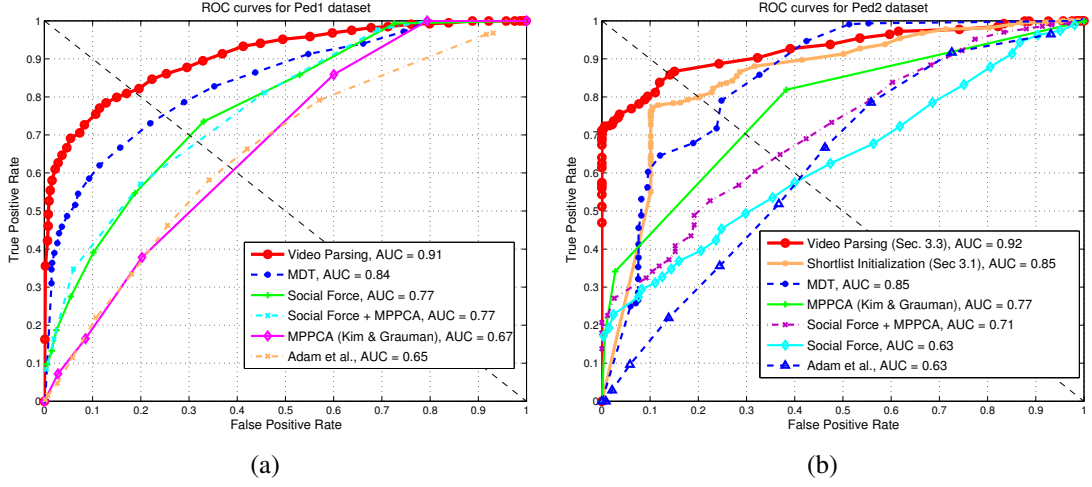 ROC curves for Ped1 dataset
True Positive Rate
1
0.9
0.8
0.7
0.6
0.5
0.4
0.3
0.2
0.1
0
Video Parsing, AUC = 0.91
MDT, AUC = 0.84
Social Force, AUC = 0.77
Social Force + MPPCA, AUC = 0.77
MPPCA (Kim & Grauman), AUC = 0.67
Adam et al., AUC = 0.65
0 0.1 0.2 0.3 0.4 0.5 0.6 0.7 0.8 0.9 1
False Positive Rate
(a)
ROC curves for Ped2 dataset
True Positive Rate
1
0.9
0.8
0.7
0.6
0.5
0.4
0.3
0.2
0.1
0
Video Parsing (Sec. 3.3), AUC = 0.92
Shortlist Initialization (Sec 3.1), AUC = 0.85
MDT, AUC = 0.85
MPPCA (Kim & Grauman), AUC = 0.77
Social Force + MPPCA, AUC = 0.71
Social Force, AUC = 0.63
Adam et al., AUC = 0.63
0 0.1 0.2 0.3 0.4 0.5 0.6 0.7 0.8 0.9 1
False Positive Rate
(b)